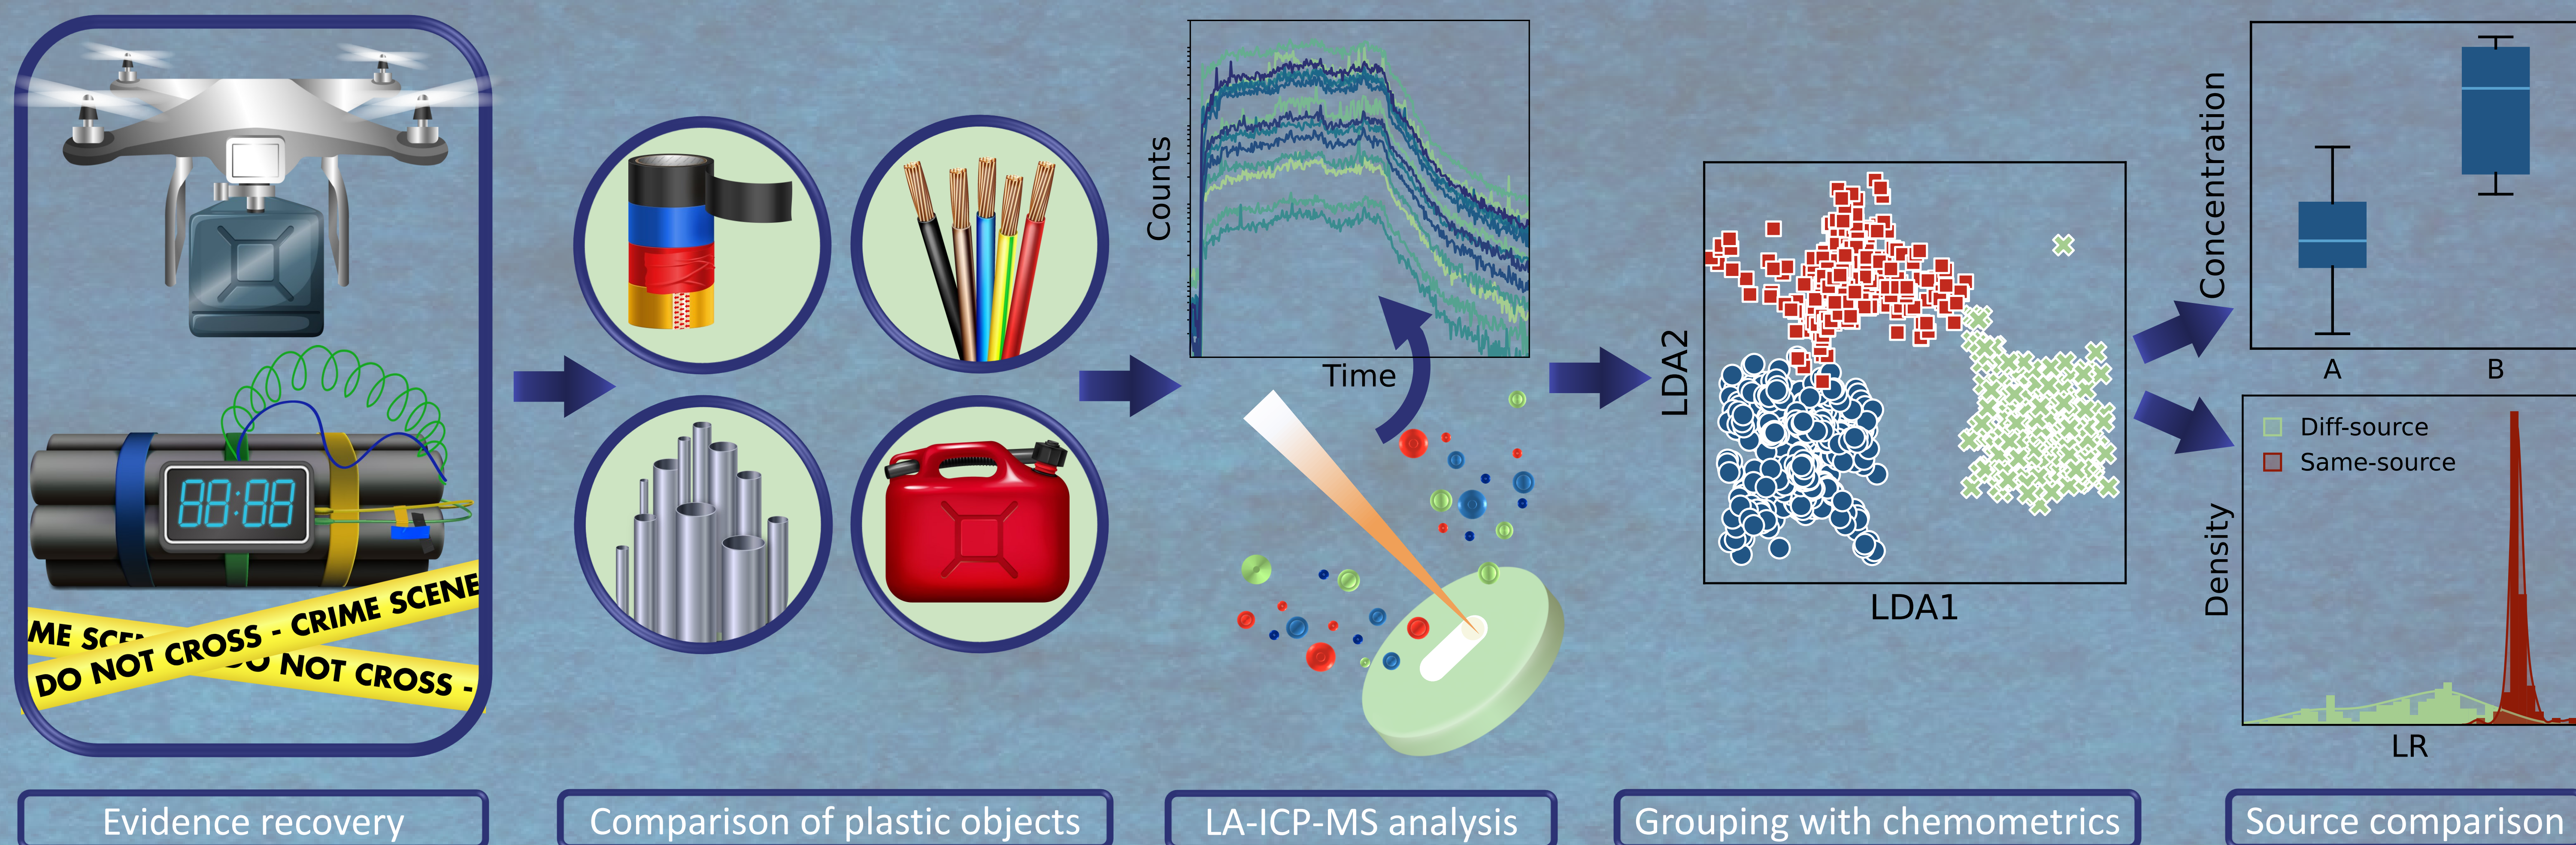 88:88
ME SCE
DO NOT CROSS - CRIME SCENE
DO NOT CROSS -
Evidence recovery
Comparison of plastic objects
Counts
Time
LA-ICP-MS analysis
LDA2
LDA1
Grouping with chemometrics
Concentration
A
B
Diff-source
Same-source
Density
LR
Source comparison